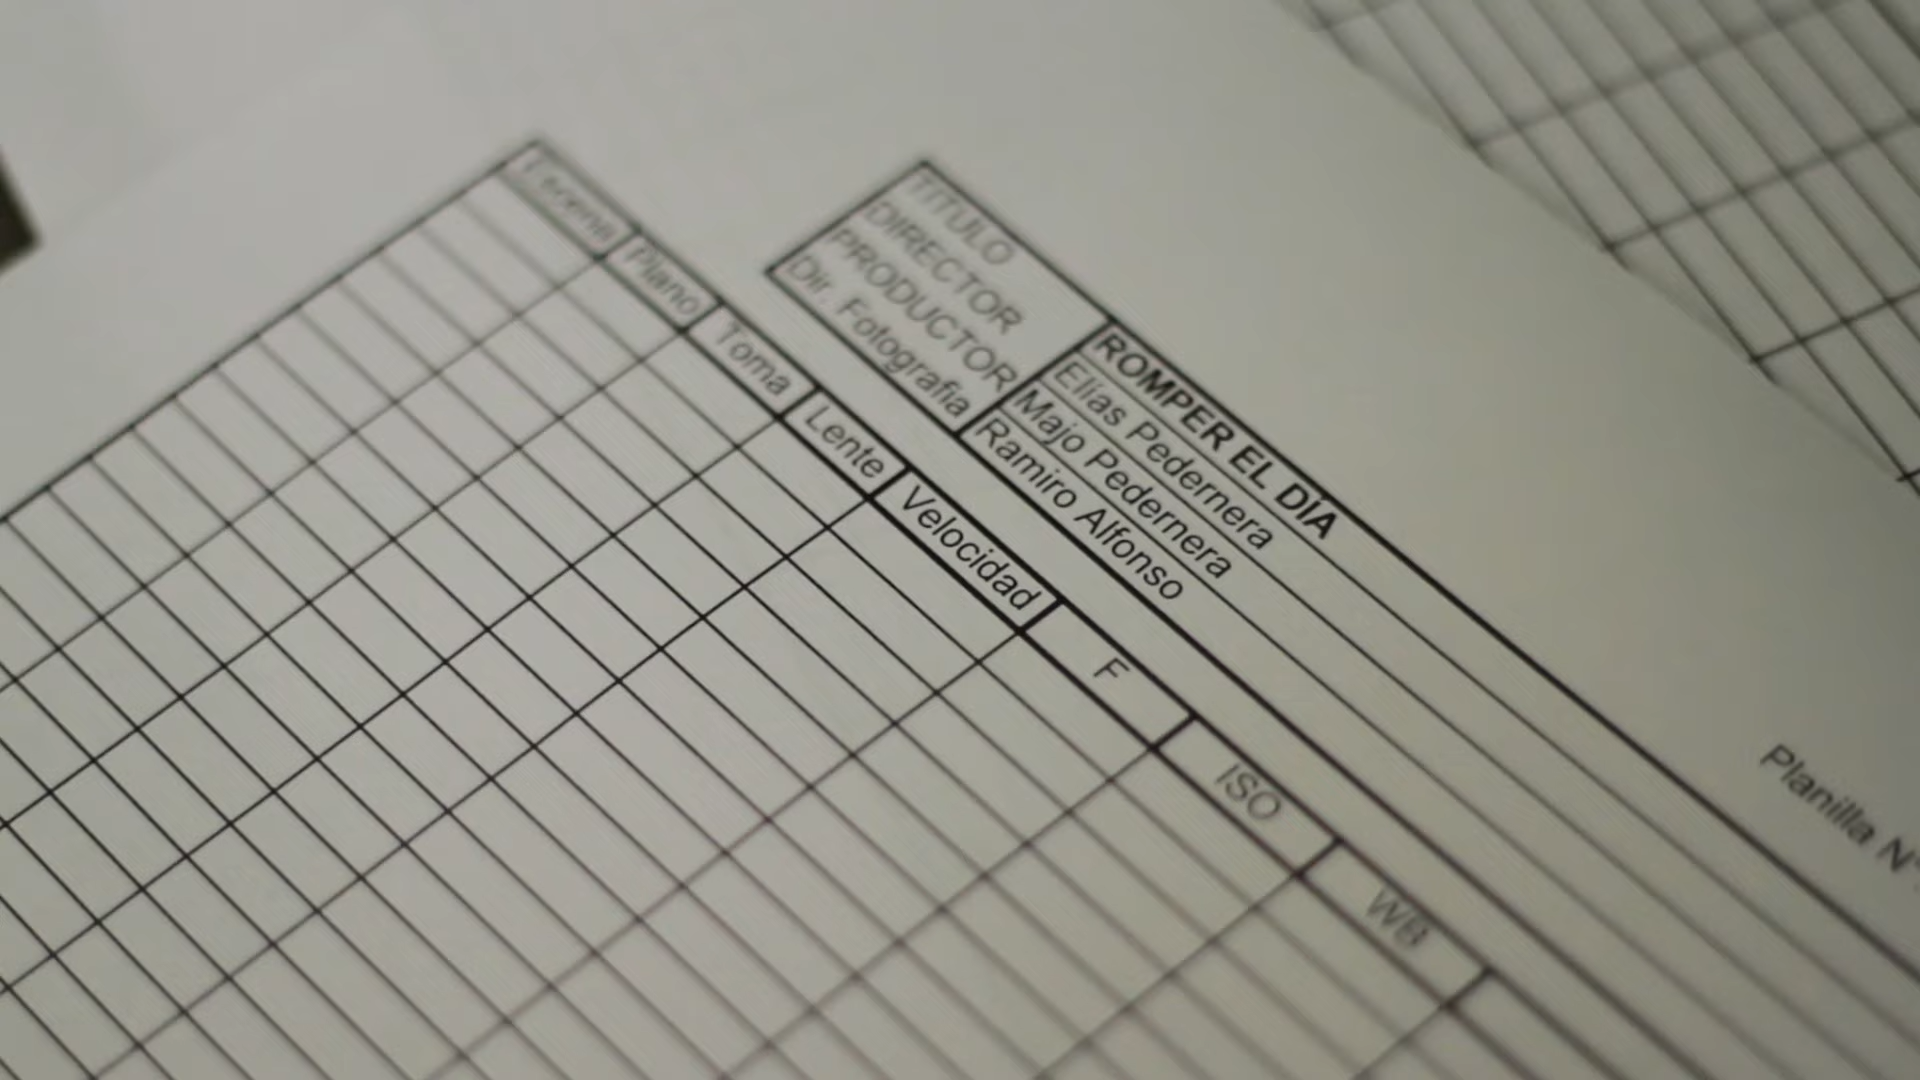 TITULO ROMPER EL DÍA
DIRECTOR Elías Pedernera
PRODUCTOR Majo Pedernera
Dir. Fotografia Ramiro Alfonso
Planilla N°
Escena Plano Toma Lente Velocidad F ISO WB